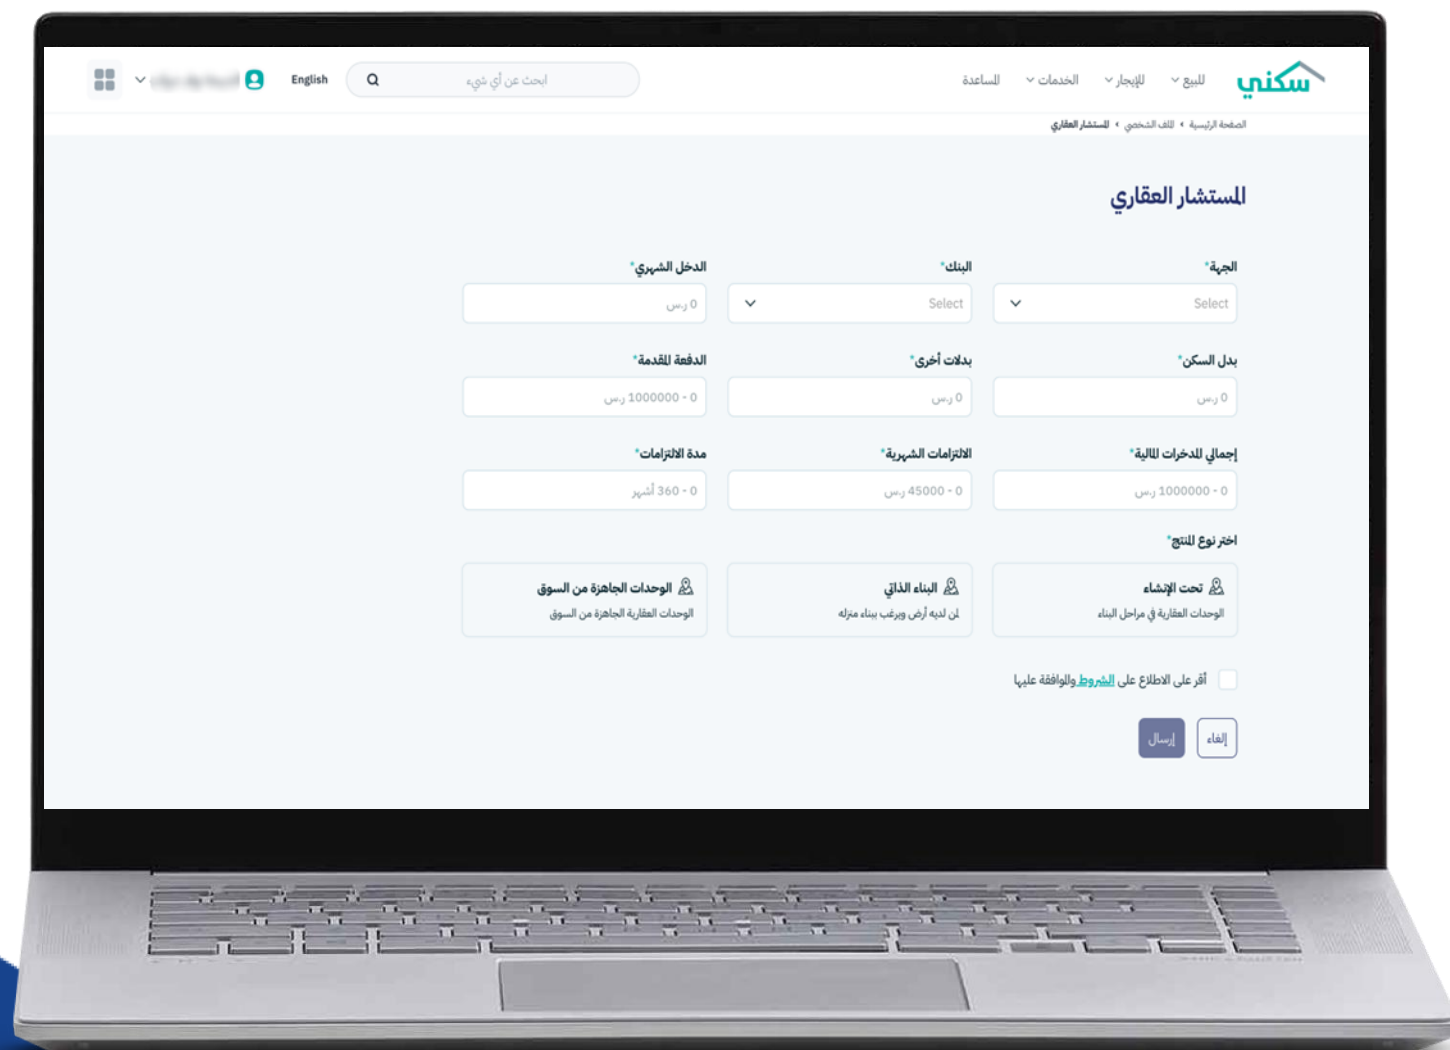 سكني
للبيع
للإيجار
الخدمات
المساعدة
ابحث عن أي شيء
English
الصفحة الرئيسية › الملف الشخصي › المستشار العقاري
المستشار العقاري
الجهة*
البنك*
الدخل الشهري*
Select
Select
0 ر.س
بدل السكن*
بدلات أخرى*
الدفعة المقدمة*
0 ر.س
0 ر.س
0 - 1000000 ر.س
إجمالي المدخرات المالية*
الالتزامات الشهرية*
مدة الالتزامات*
0 - 1000000 ر.س
0 - 45000 ر.س
0 - 360 أشهر
اختر نوع المنتج*
تحت الإنشاء
الوحدات العقارية في مراحل البناء
البناء الذاتي
لمن لديه أرض ويرغب ببناء منزله
الوحدات الجاهزة من السوق
الوحدات العقارية الجاهزة من السوق
أقر على الاطلاع على الشروط والموافقة عليها
إلغاء
إرسال